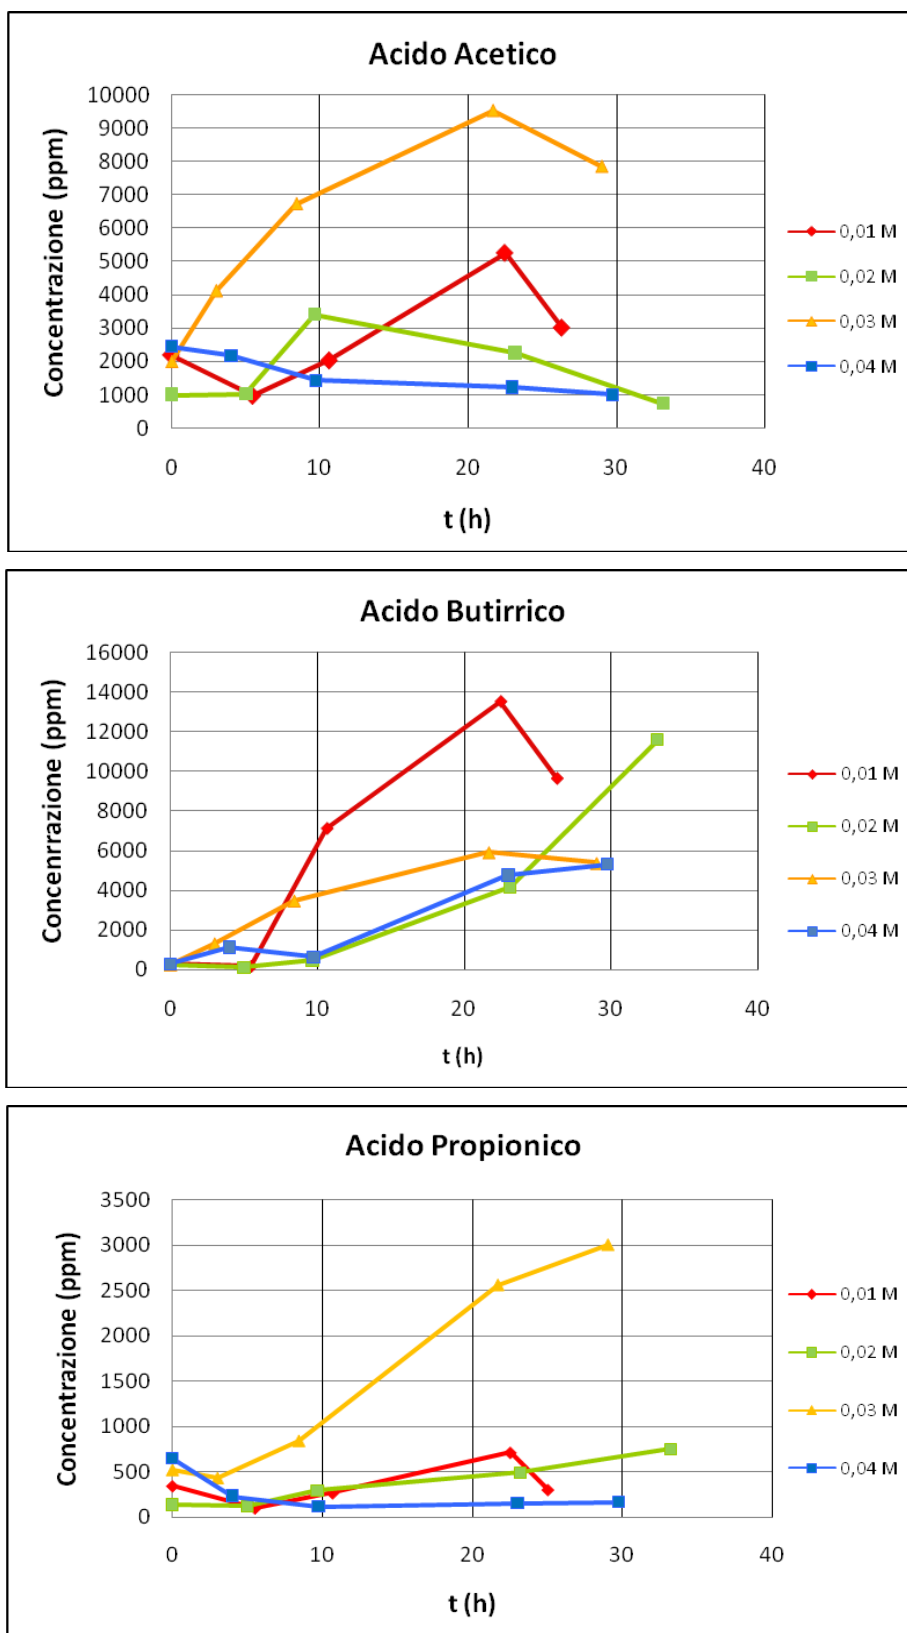 Acido Acetico
Concentrazione (ppm)
10000
9000
8000
7000
6000
5000
4000
3000
2000
1000
0
0 10 20 30 40
t (h)
0,01 M
0,02 M
0,03 M
0,04 M
Acido Butirrico
Concenrrazione (ppm)
16000
14000
12000
10000
8000
6000
4000
2000
0
0 10 20 30 40
t (h)
0,01 M
0,02 M
0,03 M
0,04 M
Acido Propionico
Concentrazione (ppm)
3500
3000
2500
2000
1500
1000
500
0
0 10 20 30 40
t (h)
0,01 M
0,02 M
0,03 M
0,04 M